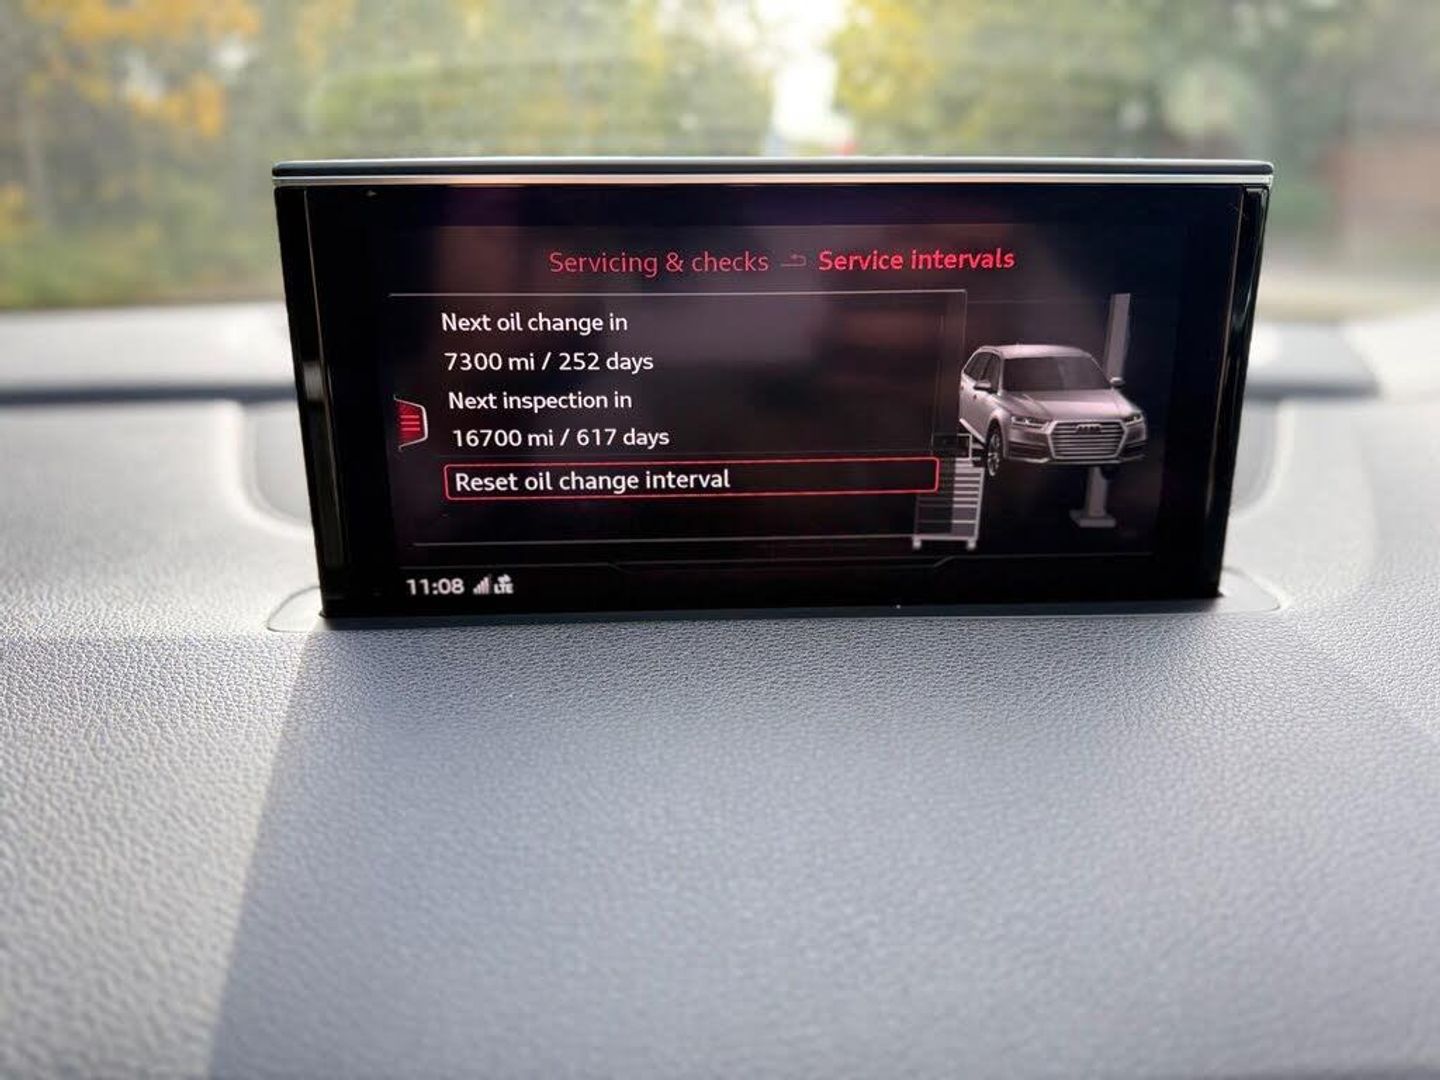 Servicing & checks Service intervals
Next oil change in
7300 mi / 252 days
Next inspection in
16700 mi / 617 days
Reset oil change interval
11:08 LTE